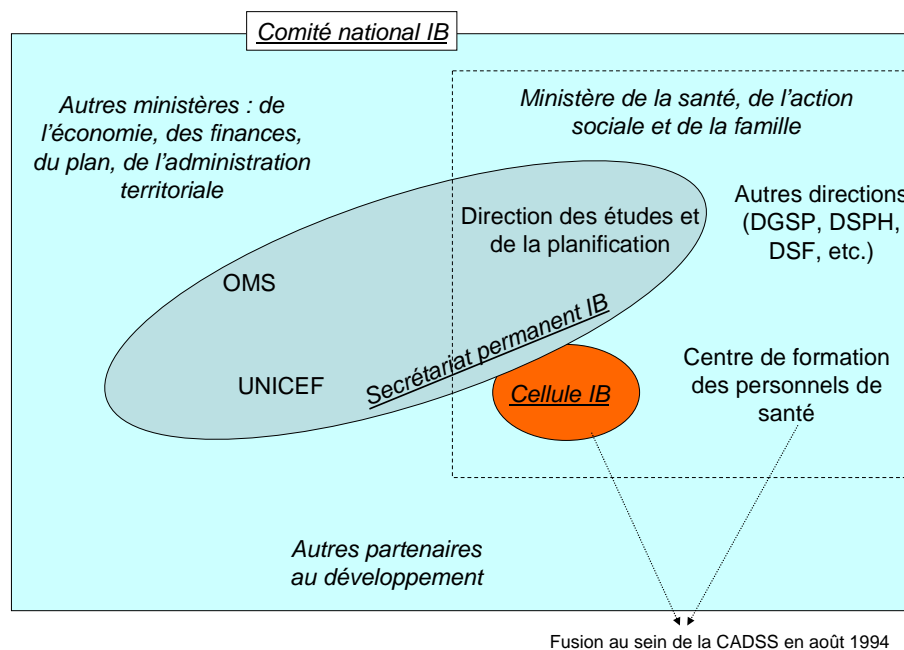 Comité national IB
Autres ministères : de
l'économie, des finances,
du plan, de l'administration
territoriale
Ministère de la santé, de l'action
sociale et de la famille
Direction des études et
de la planification
Autres directions
(DGSP, DSPH,
DSF, etc.)
OMS
UNICEF
Secrétariat permanent IB
Cellule IB
Centre de formation
des personnels de
santé
Autres partenaires
au développement
Fusion au sein de la CADSS en août 1994